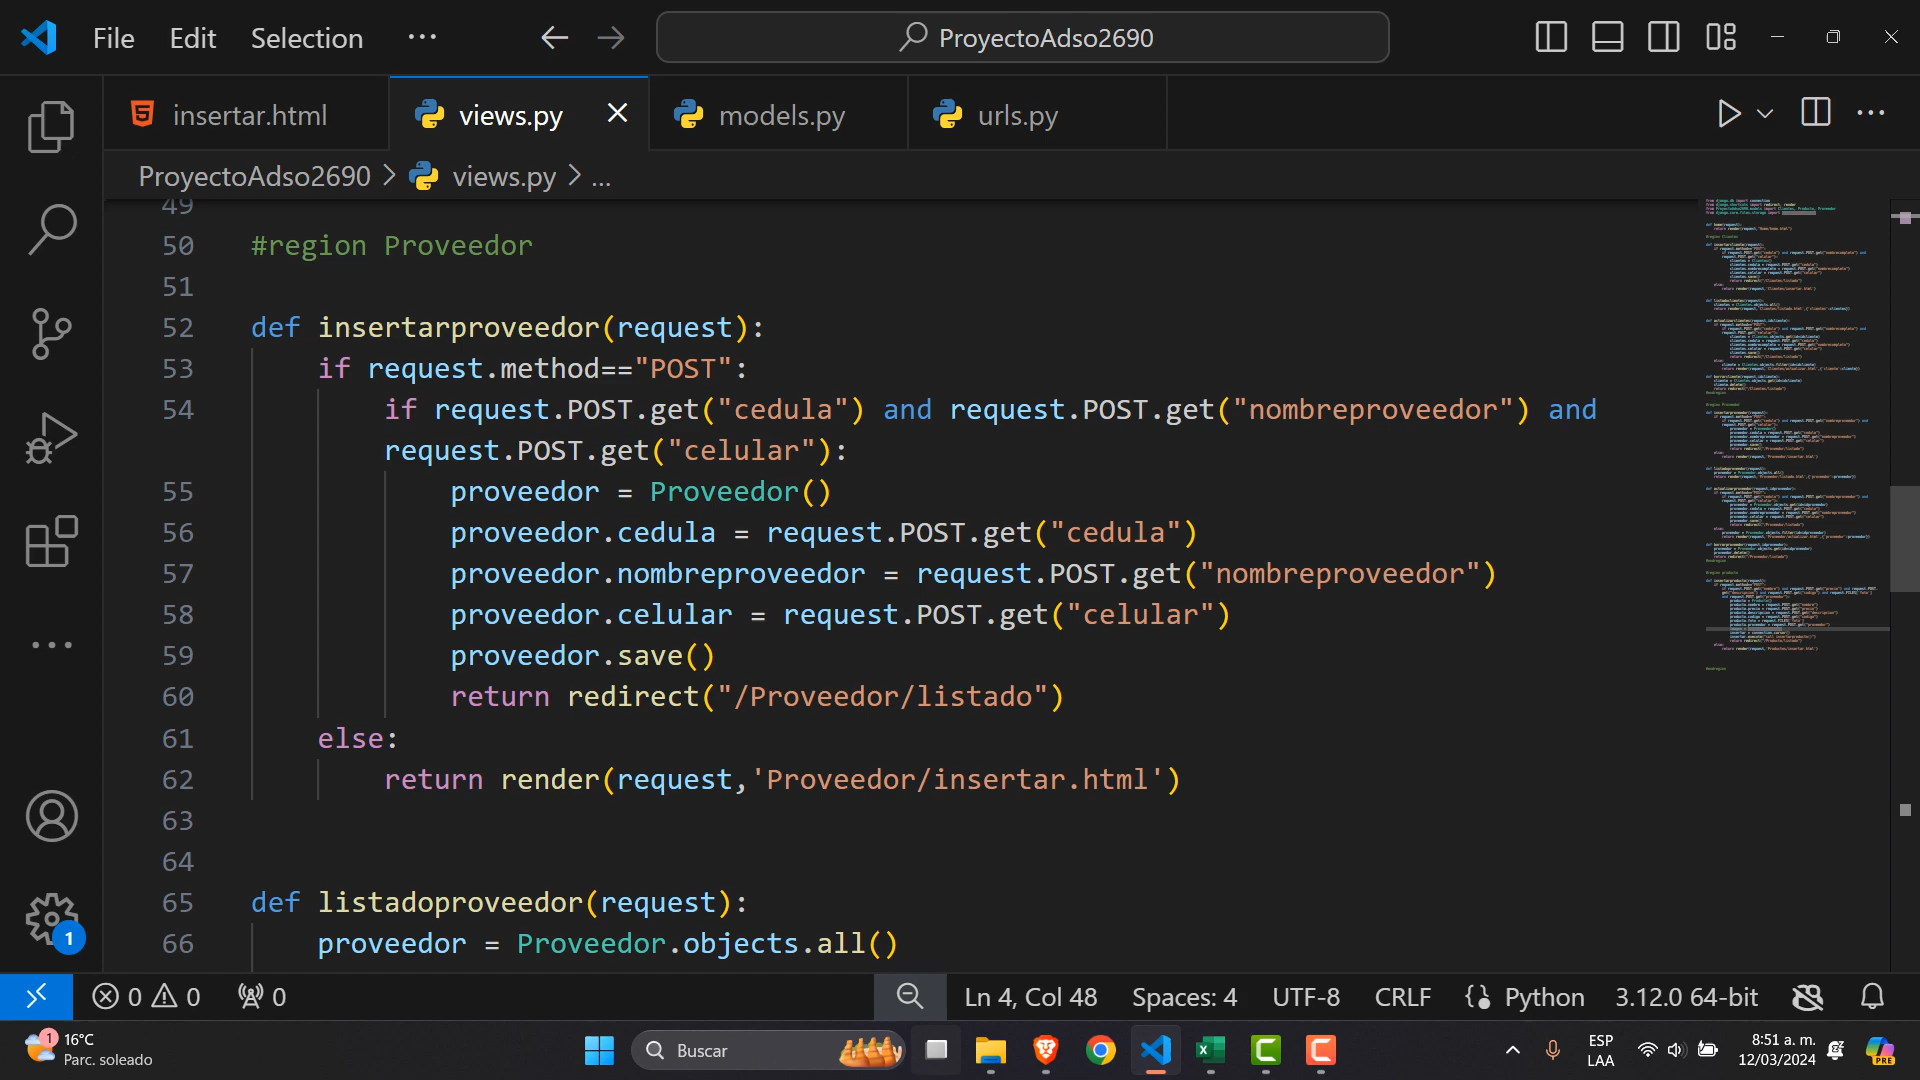 File Edit Selection ··· ProyectoAdso2690
insertar.html views.py models.py urls.py
ProyectoAdso2690 > views.py > ...
49
50 #region Proveedor
51
52 def insertarproveedor(request):
53 if request.method=="POST":
54 if request.POST.get("cedula") and request.POST.get("nombreproveedor") and
request.POST.get("celular"):
55 proveedor = Proveedor()
56 proveedor.cedula = request.POST.get("cedula")
57 proveedor.nombreproveedor = request.POST.get("nombreproveedor")
58 proveedor.celular = request.POST.get("celular")
59 proveedor.save()
60 return redirect("/Proveedor/listado")
61 else:
62 return render(request,'Proveedor/insertar.html')
63
64
65 def listadoproveedor(request):
66 proveedor = Proveedor.objects.all()
1
0 0 0 Ln 4, Col 48 Spaces: 4 UTF-8 CRLF Python 3.12.0 64-bit
1 16°C
Parc. soleado
Buscar
ESP
LAA
8:51 a. m.
12/03/2024
PRE